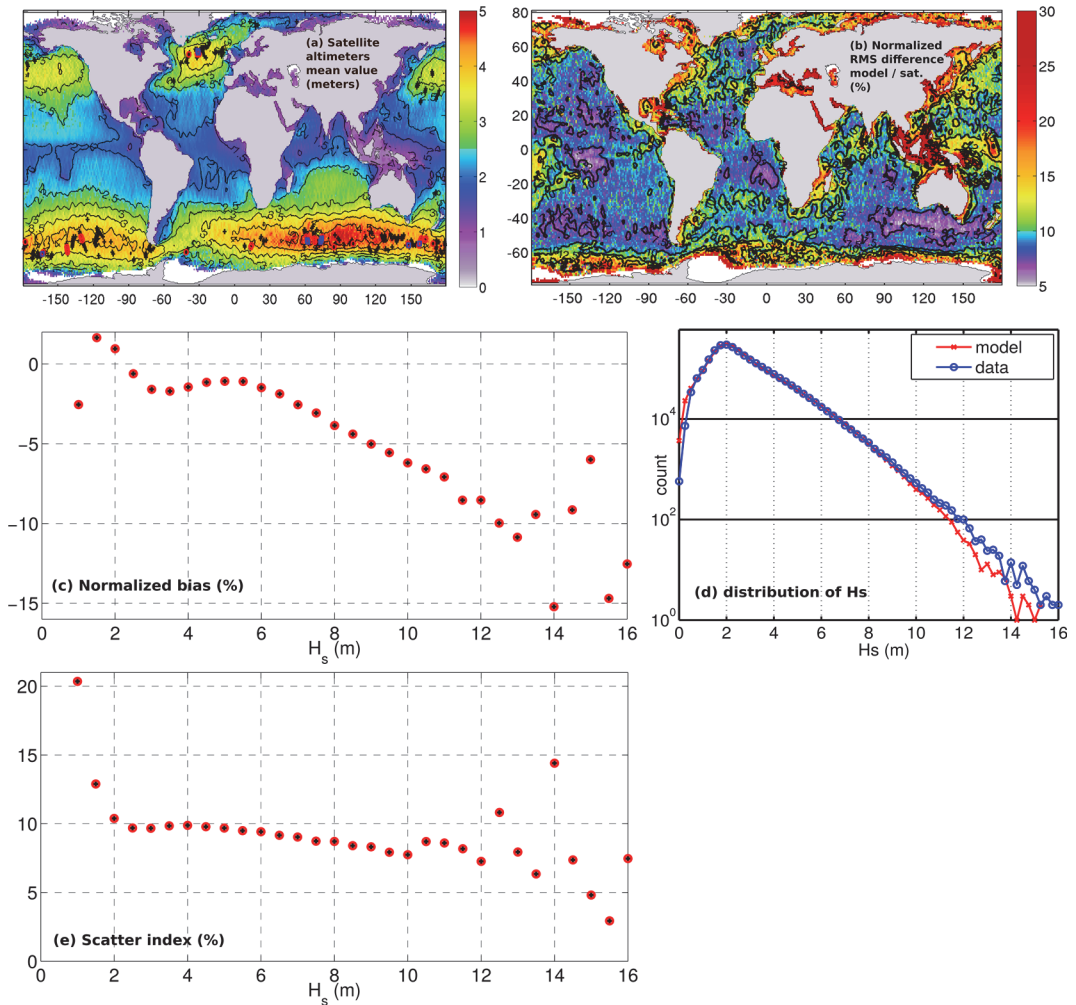 (a) Satellite
altimeters
mean value
(meters)
5
4
3
2
1
0
-150 -120 -90 -60 -30 0 30 60 90 120 150
(b) Normalized
RMS difference
model / sat.
(%)
80
60
40
20
0
-20
-40
-60
30
25
20
15
10
5
-150 -120 -90 -60 -30 0 30 60 90 120 150
0
−5
−10
−15
(c) Normalized bias (%)
0 2 4 6 8 10 12 14 16
H_s (m)
model
data
count
10^4
10^2
10^0
(d) distribution of Hs
0 2 4 6 8 10 12 14 16
Hs (m)
20
15
10
5
0
(e) Scatter index (%)
0 2 4 6 8 10 12 14 16
H_s (m)